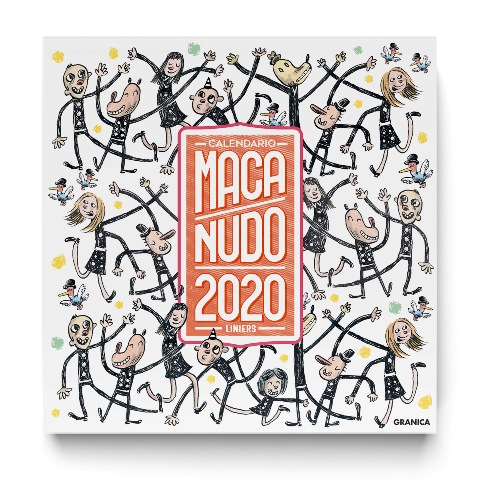 CALENDARIO
MACA
NUDO
2020
LINIERS
GRANICA